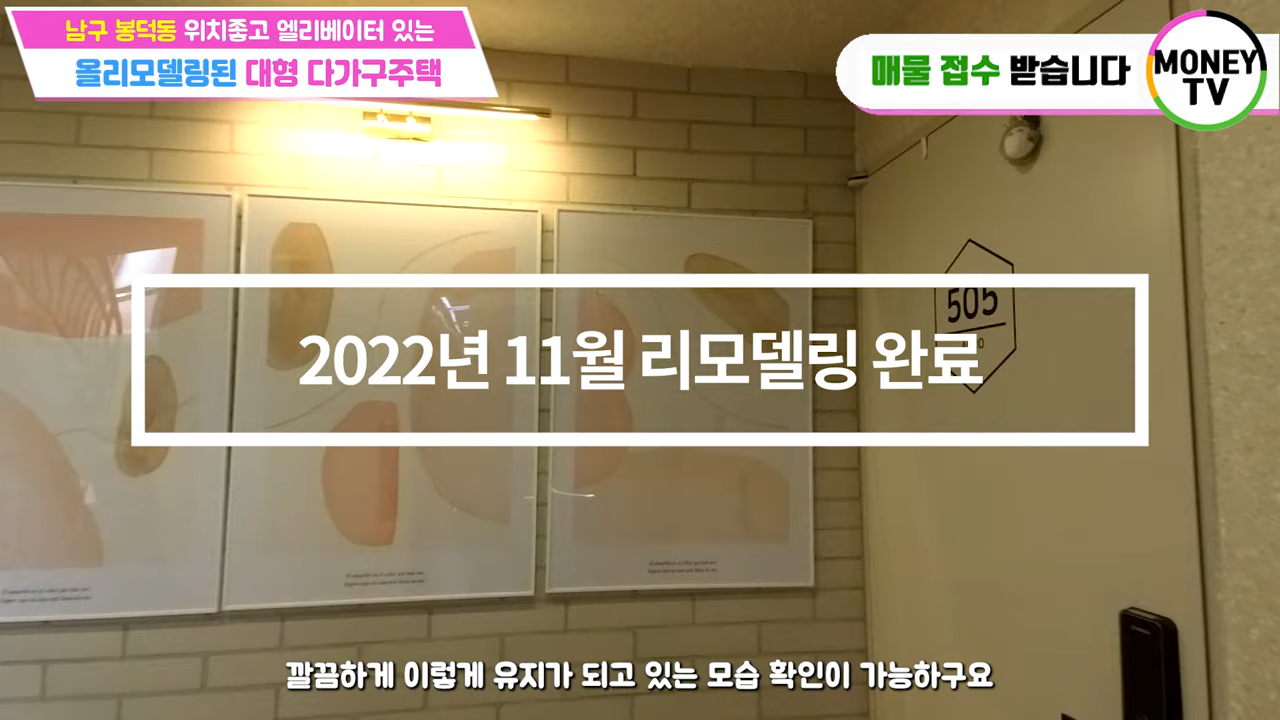 남구 봉덕동 위치좋고 엘리베이터 있는
올리모델링된 대형 다가구주택
매물 접수 받습니다
MONEY
TV
505
2022년 11월 리모델링 완료
깔끔하게 이렇게 유지가 되고 있는 모습 확인이 가능하구요